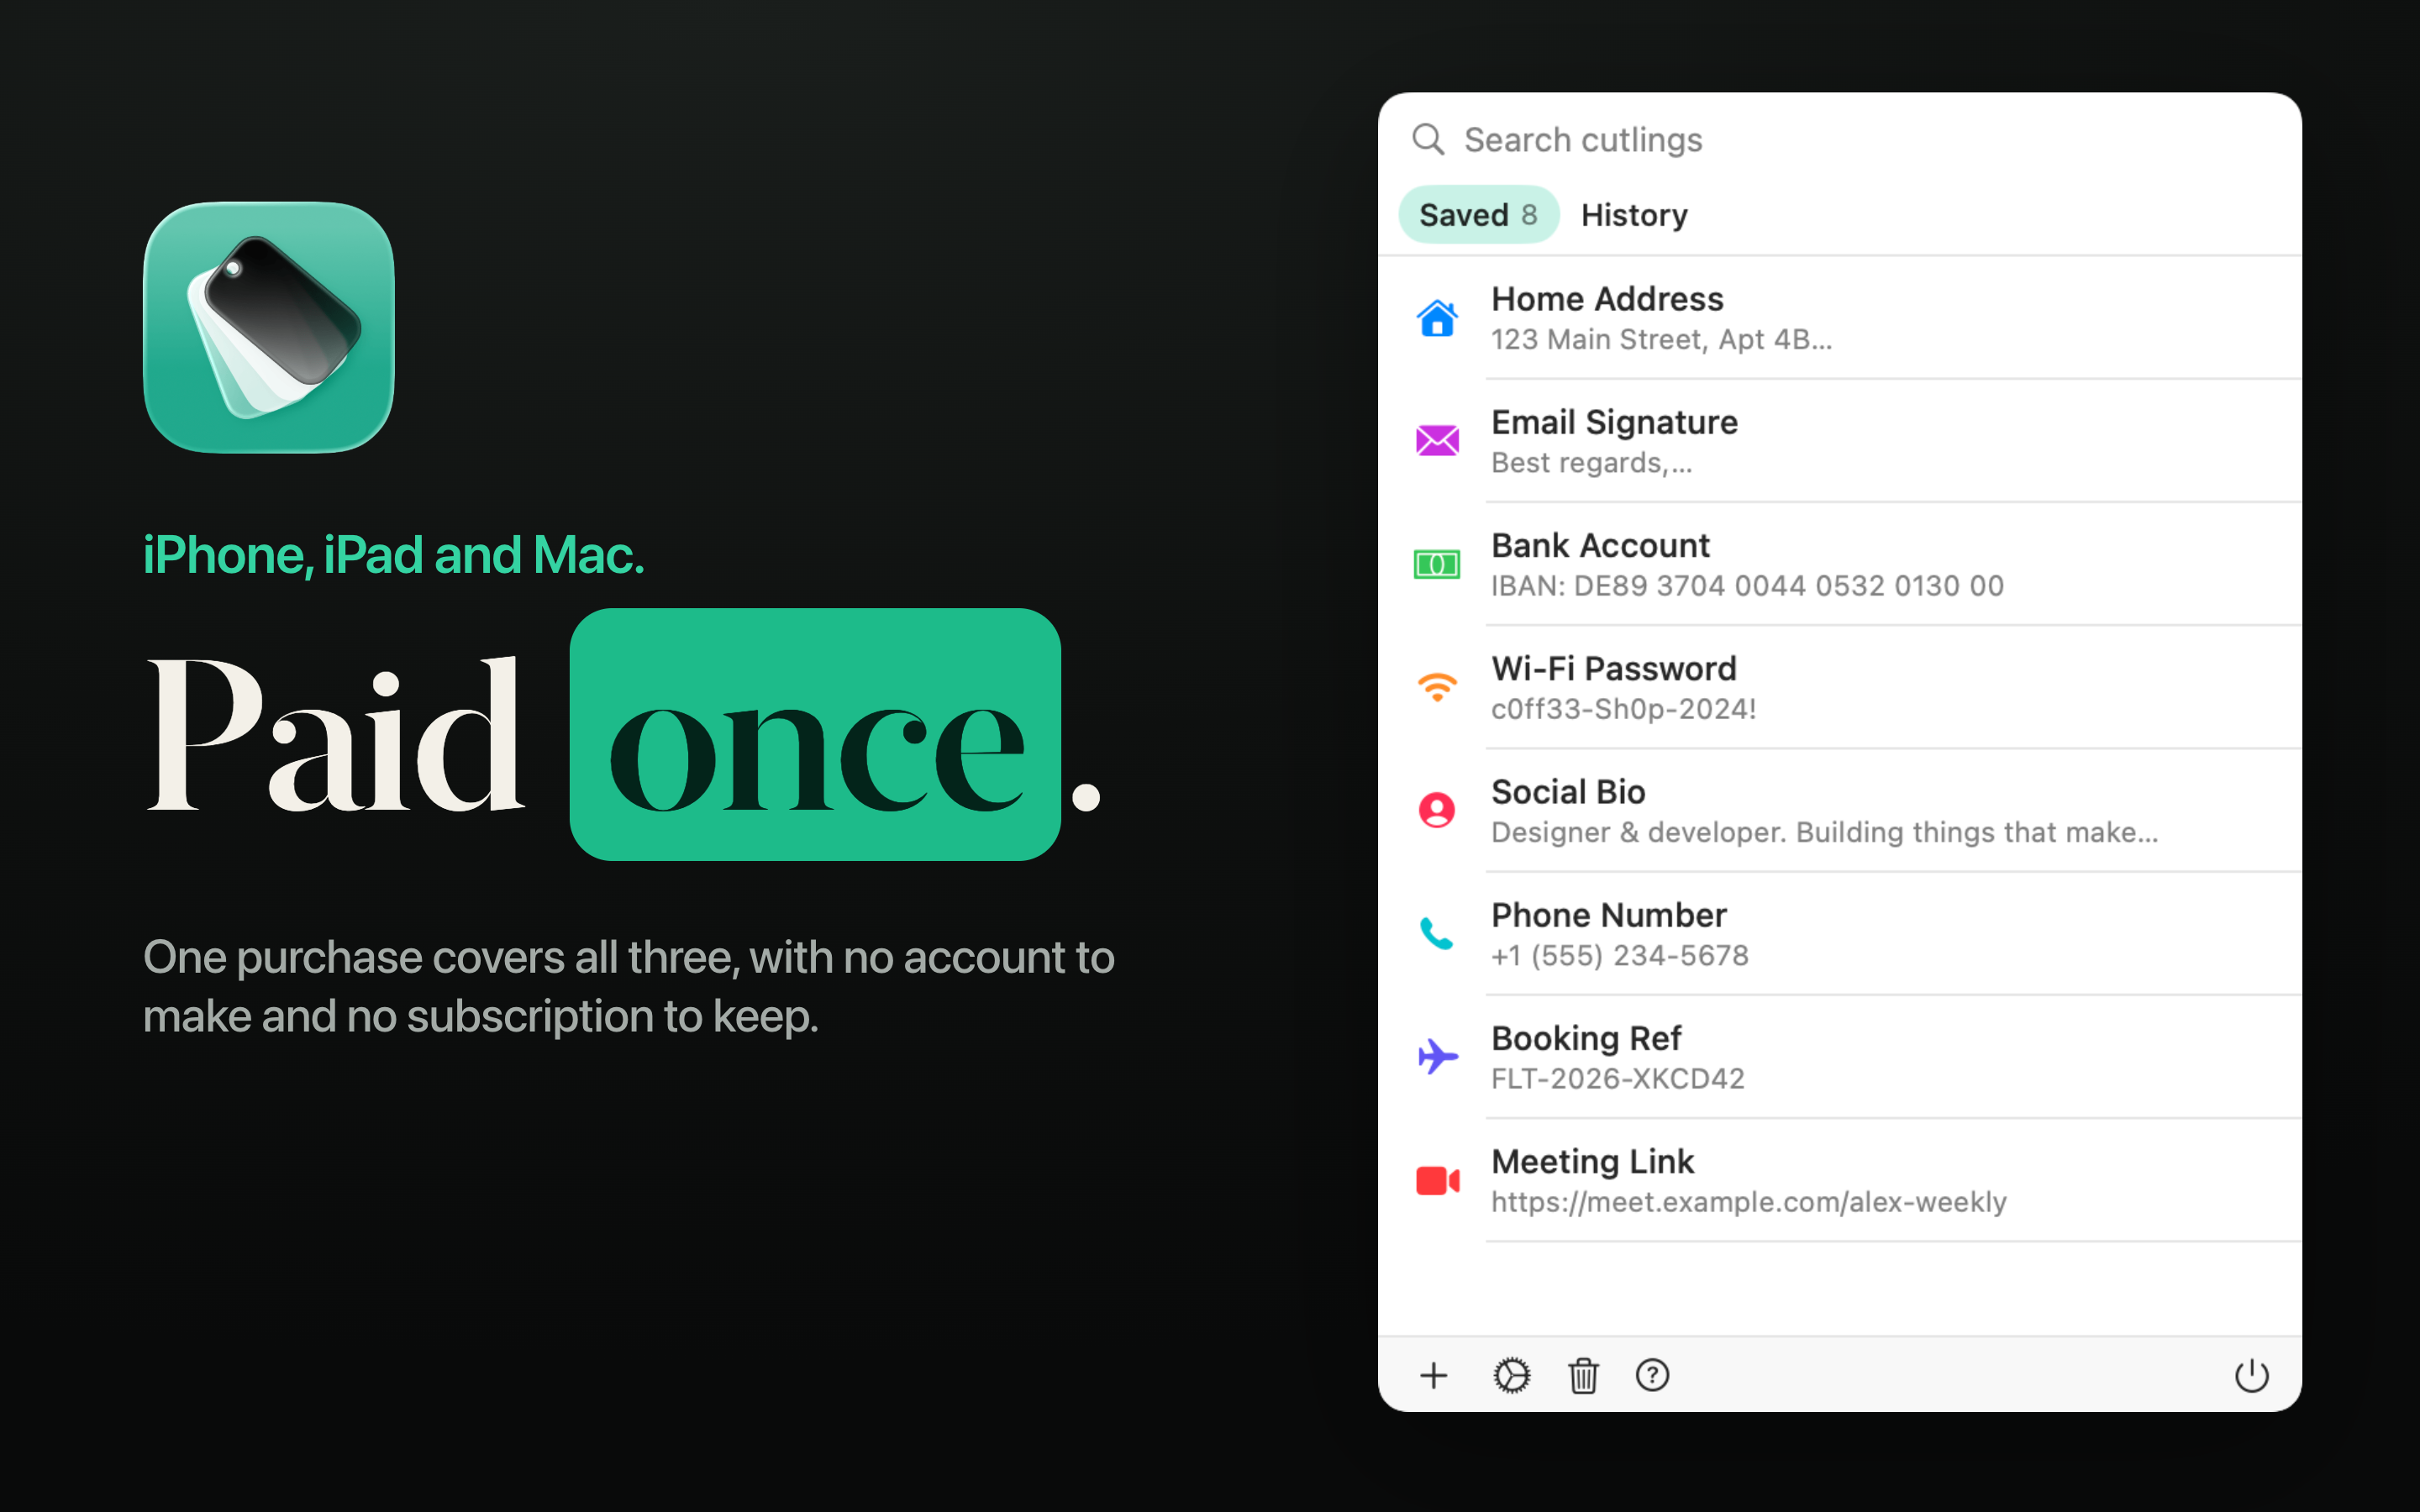 iPhone, iPad and Mac.
Paid once.
One purchase covers all three, with no account to
make and no subscription to keep.
Search cutlings
Saved 8 History
Home Address
123 Main Street, Apt 4B...
Email Signature
Best regards,...
Bank Account
IBAN: DE89 3704 0044 0532 0130 00
Wi-Fi Password
c0ff33-Sh0p-2024!
Social Bio
Designer & developer. Building things that make...
Phone Number
+1 (555) 234-5678
Booking Ref
FLT-2026-XKCD42
Meeting Link
https://meet.example.com/alex-weekly